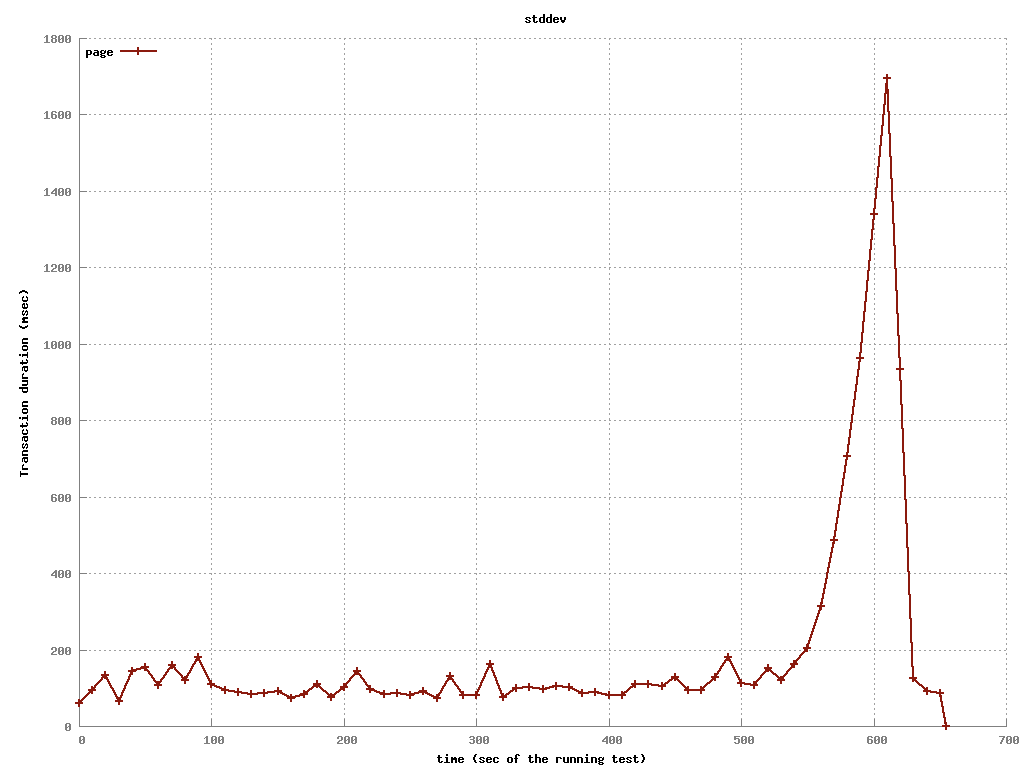 stddev
page
1800
1600
1400
1200
1000
800
600
400
200
0
Transaction duration (msec)
0 100 200 300 400 500 600 700
time (sec of the running test)